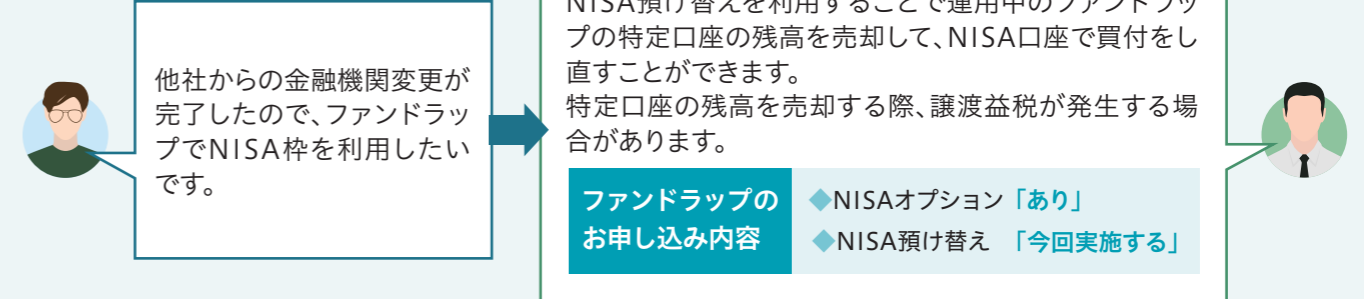 他社からの金融機関変更が
完了したので、ファンドラッ
プでNISA枠を利用したい
です。
NISA預け替えを利用することで運用中のファンドラッ
プの特定口座の残高を売却して、NISA口座で買付をし
直すことができます。
特定口座の残高を売却する際、譲渡益税が発生する場
合があります。
ファンドラップの
お申し込み内容
◆NISAオプション「あり」
◆NISA預け替え 「今回実施する」